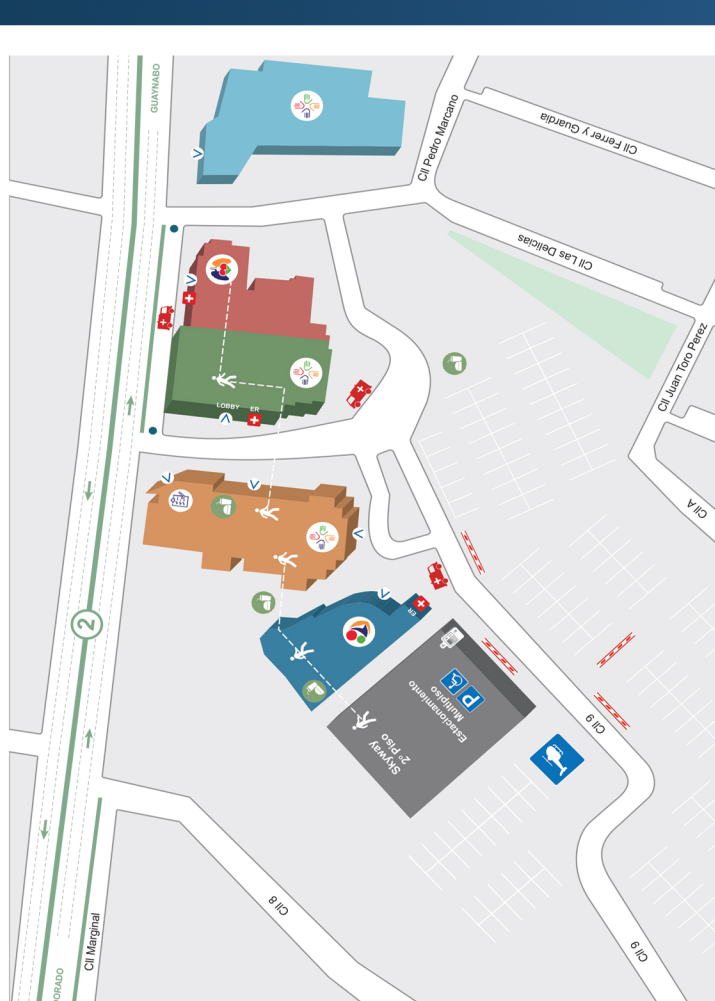 GUAYNABO
Cll Pedro Marcano
Cll Ferrer y Guardia
Cll Las Delicias
Cll Juan Toro Perez
Cll A
LOBBY
ER
ER
2
Estacionamiento
Multipiso
P
Skyway
2º Piso
Cll 9
Cll 8
Cll 9
Cll Marginal